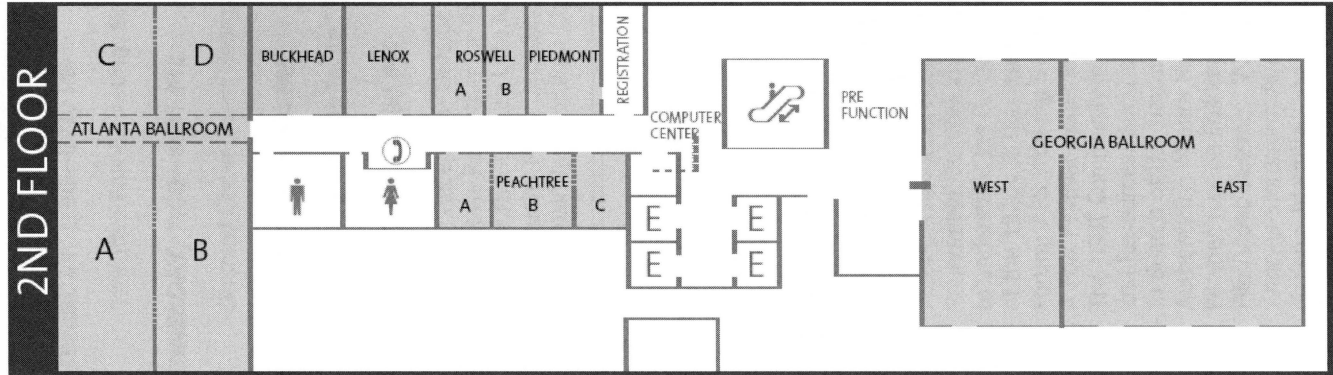 2ND FLOOR
C
D
BUCKHEAD
LENOX
ROSWELL
A
B
PIEDMONT
REGISTRATION
ATLANTA BALLROOM
A
B
PEACHTREE
A
B
C
COMPUTER
CENTER
E
E
E
E
PRE
FUNCTION
GEORGIA BALLROOM
WEST
EAST